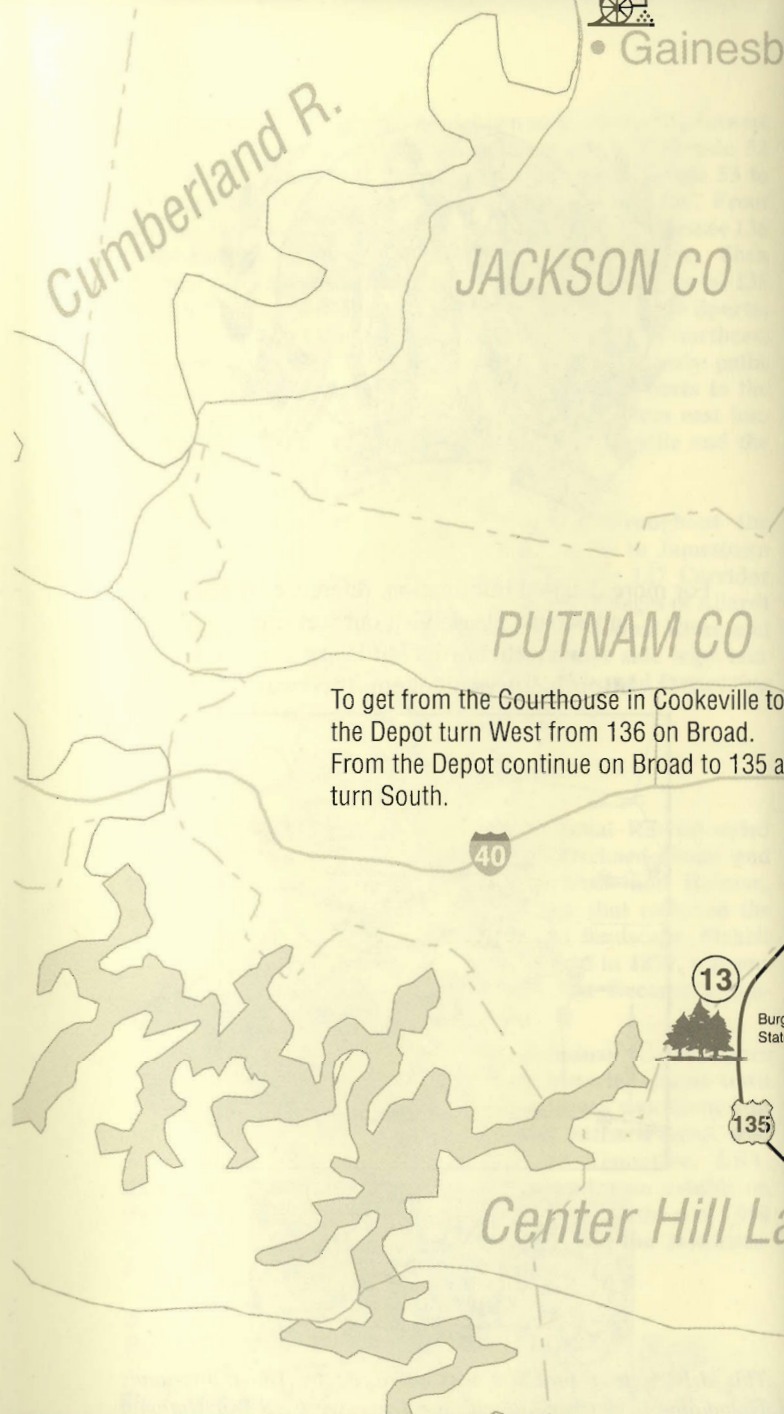 • Gainesb
Cumberland R.
JACKSON CO
PUTNAM CO
To get from the Courthouse in Cookeville to
the Depot turn West from 136 on Broad.
From the Depot continue on Broad to 135 a
turn South.
40
13
Burg
Stat
135
Center Hill La